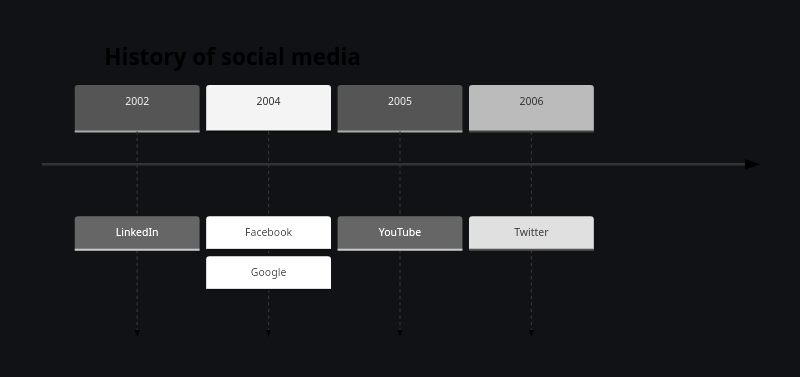 History of social media
2002
2004
2005
2006
LinkedIn
Facebook
YouTube
Twitter
Google